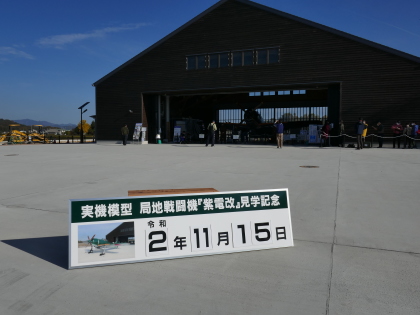 実機模型 局地戦闘機『紫電改』見学記念
令和
2年11月15日